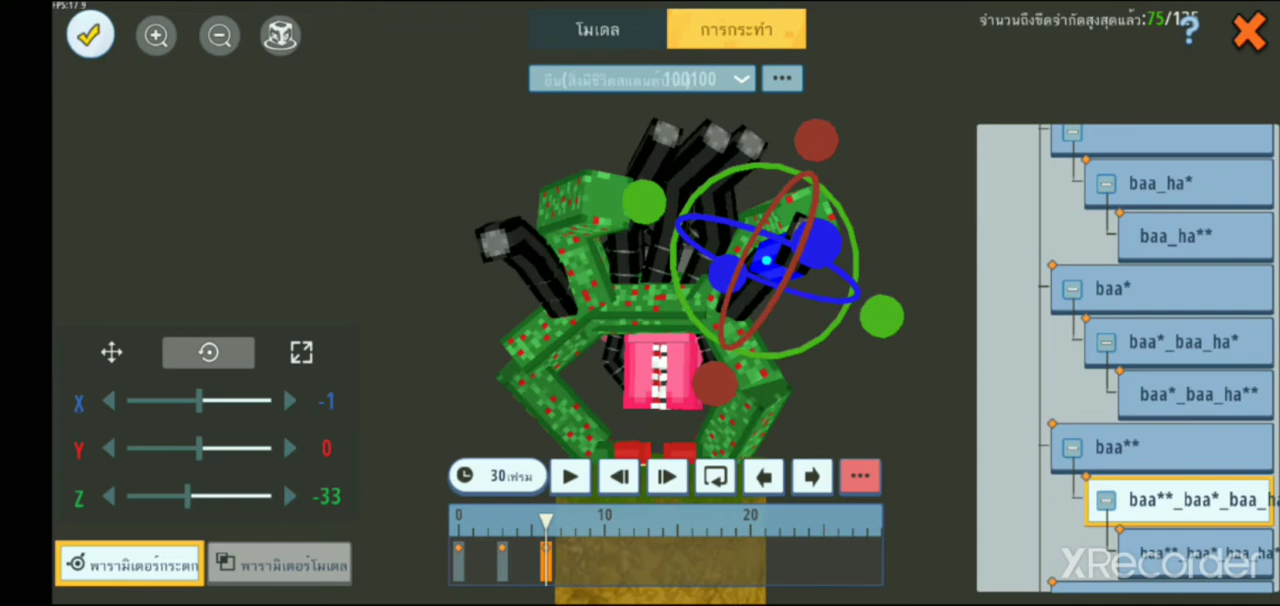 FPS:17.9
โมเดล
การกระทำ
จำนวนถึงขีดจำกัดสูงสุดแล้ว:75/125
?
100100
baa_ha*
baa_ha**
baa*
baa*_baa_ha*
baa*_baa_ha**
baa**
baa**_baa*_baa_ha
X -1
Y 0
Z -33
30เฟรม
0 10 20
พารามิเตอร์กระดูก
พารามิเตอร์โมเดล
XRecorder